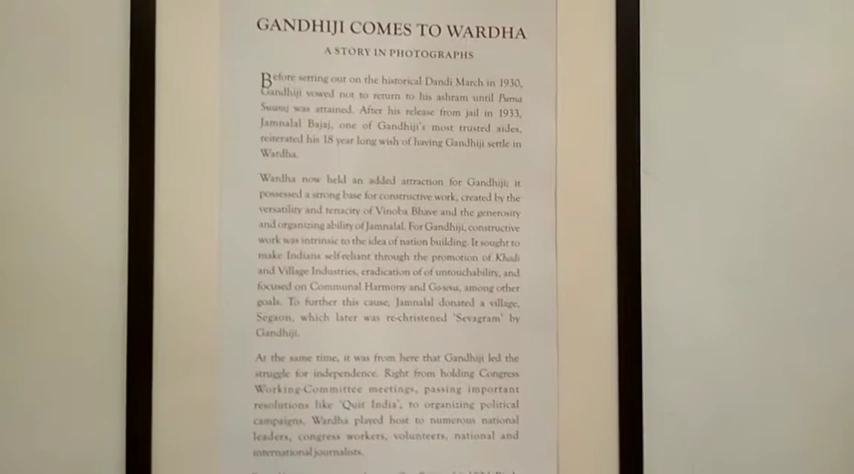 GANDHIJI COMES TO WARDHA
A STORY IN PHOTOGRAPHS
Before setting out on the historical Dandi March in 1930,
Gandhiji vowed not to return to his ashram until Purna
Swaraj was attained. After his release from jail in 1933,
Jamnalal Bajaj, one of Gandhiji's most trusted aides,
reiterated his 18 year long wish of having Gandhiji settle in
Wardha.
Wardha now held an added attraction for Gandhiji; it
possessed a strong base for constructive work, created by the
versatility and tenacity of Vinoba Bhave and the generosity
and organizing ability of Jamnalal. For Gandhiji, constructive
work was intrinsic to the idea of nation building. It sought to
make Indians self-reliant through the promotion of Khadi
and Village Industries, eradication of of untouchability, and
focused on Communal Harmony and Go-seva, among other
goals. To further this cause, Jamnalal donated a village,
Segaon, which later was re-christened 'Sevagram' by
Gandhiji.
At the same time, it was from here that Gandhiji led the
struggle for independence. Right from holding Congress
Working-Committee meetings, passing important
resolutions like 'Quit India', to organizing political
campaigns, Wardha played host to numerous national
leaders, congress workers, volunteers, national and
international journalists.